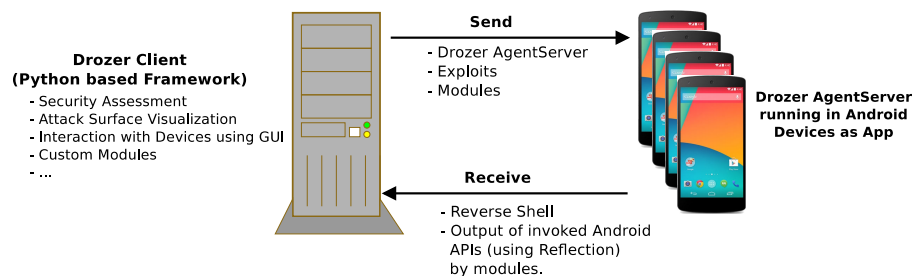 Drozer Client
(Python based Framework)
- Security Assessment
- Attack Surface Visualization
- Interaction with Devices using GUI
- Custom Modules
- ...
Send
- Drozer AgentServer
- Exploits
- Modules
Receive
- Reverse Shell
- Output of invoked Android
APIs (using Reflection)
by modules.
Drozer AgentServer
running in Android
Devices as App